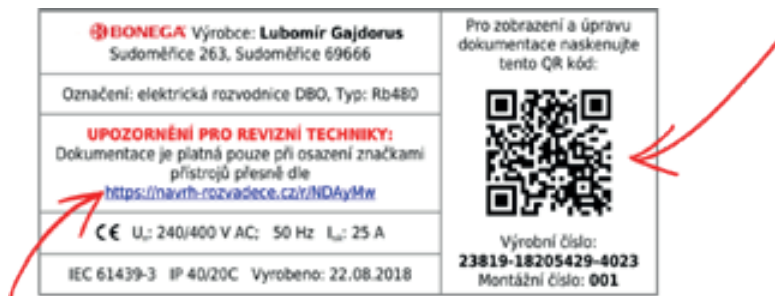 BONEGA Výrobce: Lubomír Gajdorus
Sudoměřice 263, Sudoměřice 69666
Označení: elektrická rozvodnice DBO, Typ: Rb480
UPOZORNĚNÍ PRO REVIZNÍ TECHNIKY:
Dokumentace je platná pouze při osazení značkami
přístrojů přesně dle
https://navrh-rozvadece.cz/r/NDAyMw
CE Uₙ: 240/400 V AC; 50 Hz 25 A
IEC 61439-3 IP 40/20C Vyrobeno: 22.08.2018
Pro zobrazení a úpravu
dokumentace naskenujte
tento QR kód:
Výrobní číslo:
23819-18205429-4023
Montážní číslo: 001